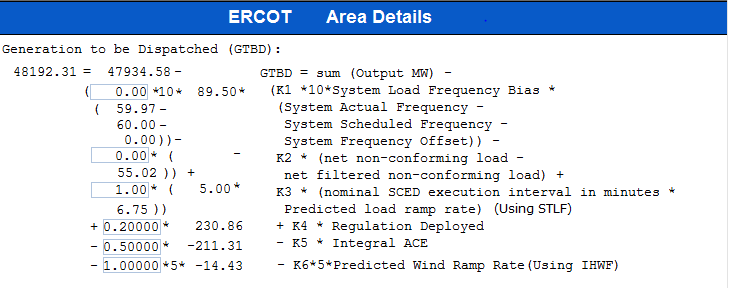 ERCOT Area Details
Generation to be Dispatched (GTBD):
48192.31 = 47934.58 - GTBD = sum (Output MW) -
( 0.00 *10* 89.50* (K1 *10*System Load Frequency Bias *
( 59.97 - (System Actual Frequency -
60.00 - System Scheduled Frequency -
0.00))- System Frequency Offset)) -
0.00* ( - K2 * (net non-conforming load -
55.02 )) + net filtered non-conforming load) +
1.00* ( 5.00* K3 * (nominal SCED execution interval in minutes *
6.75 )) Predicted load ramp rate) (Using STLF)
+ 0.20000* 230.86 + K4 * Regulation Deployed
- 0.50000* -211.31 - K5 * Integral ACE
- 1.00000*5* -14.43 - K6*5*Predicted Wind Ramp Rate(Using IHWF)